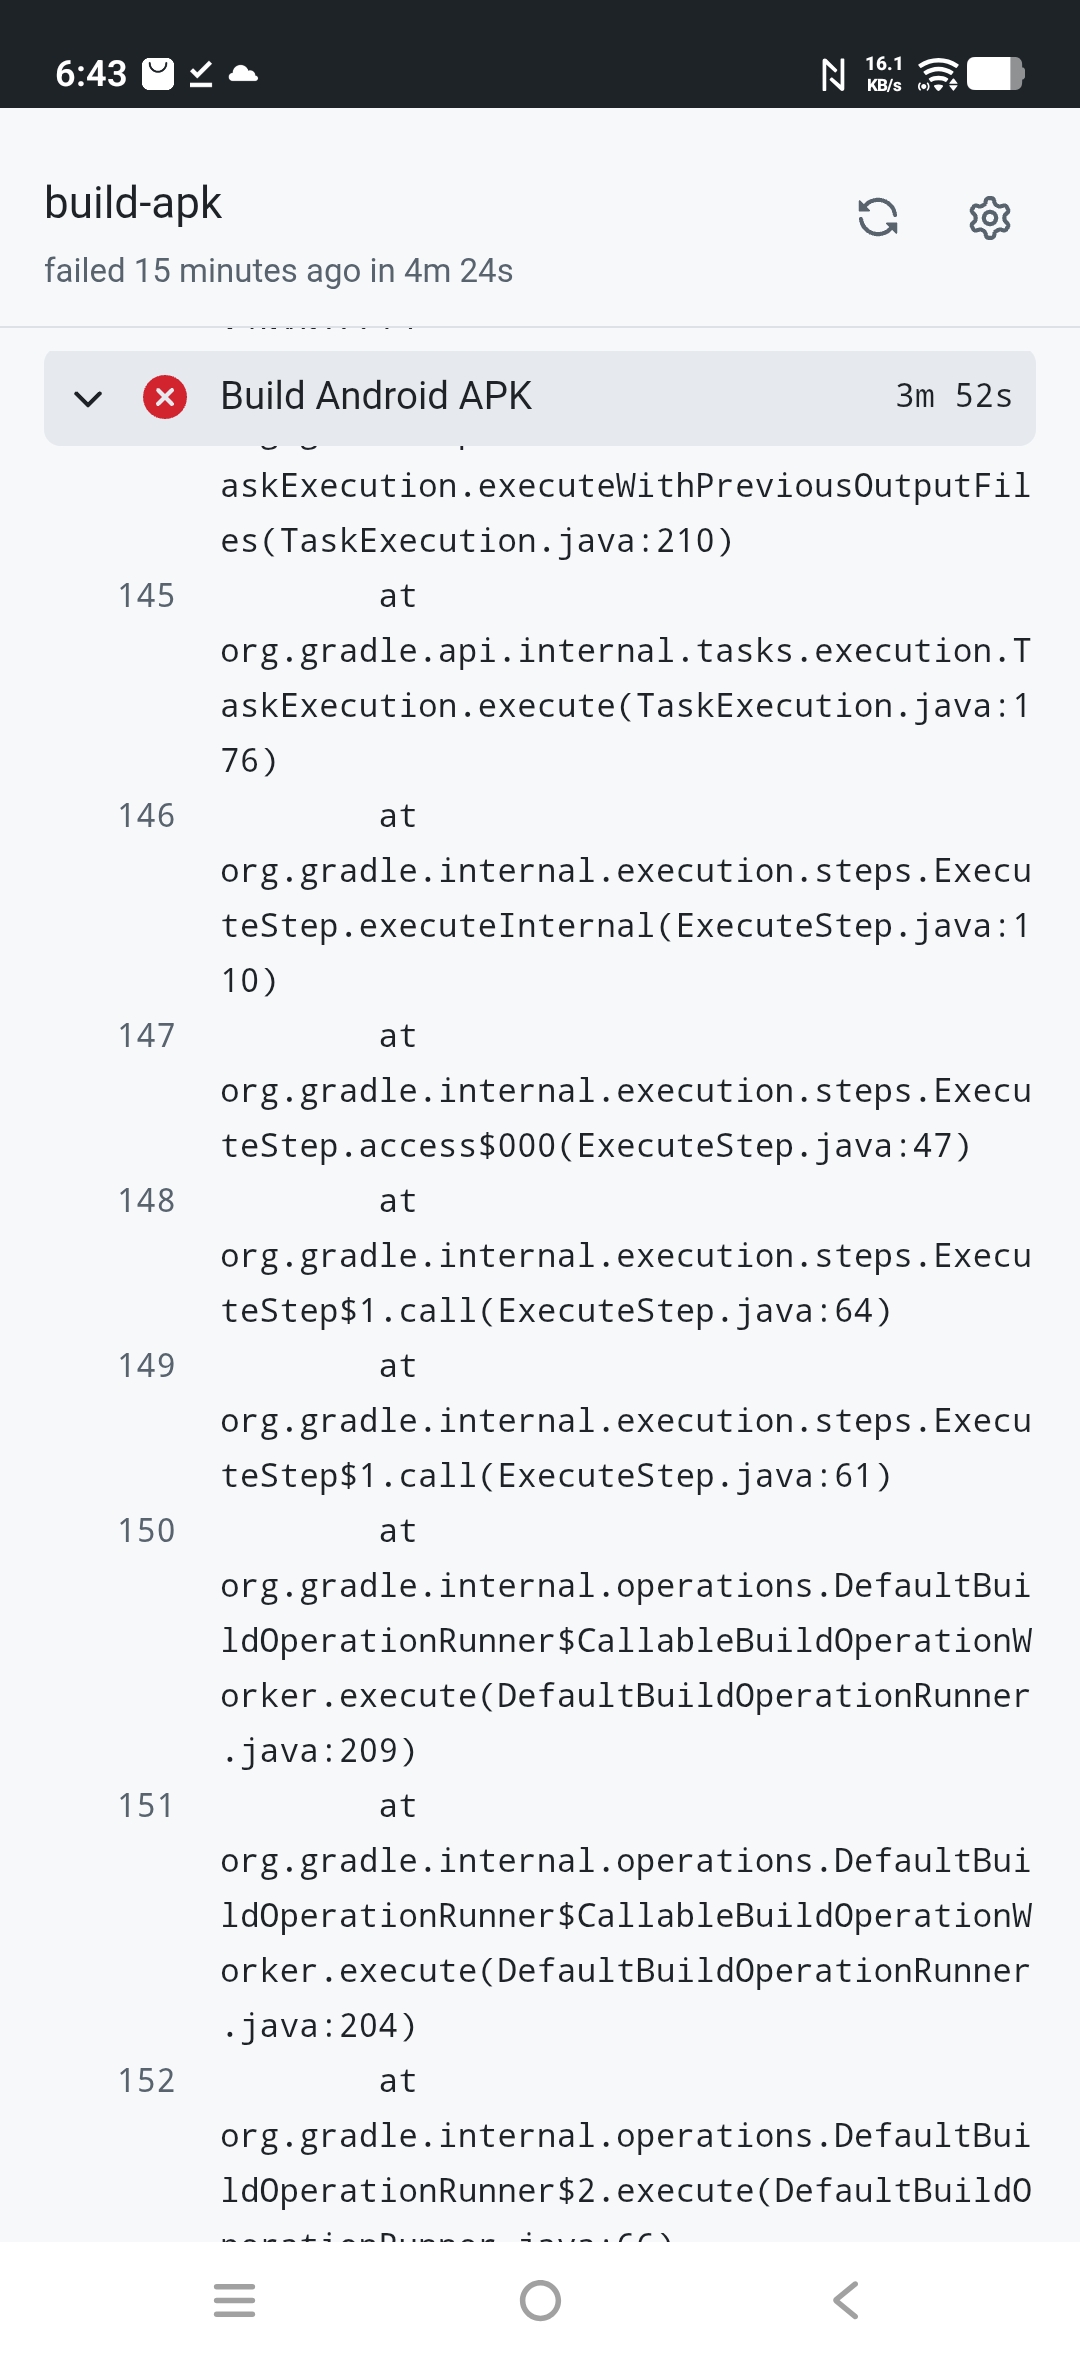 6:43
16.1
KB/s
build-apk
failed 15 minutes ago in 4m 24s
Build Android APK
3m 52s
askExecution.executeWithPreviousOutputFil
es(TaskExecution.java:210)
145 at
org.gradle.api.internal.tasks.execution.T
askExecution.execute(TaskExecution.java:1
76)
146 at
org.gradle.internal.execution.steps.Execu
teStep.executeInternal(ExecuteStep.java:1
10)
147 at
org.gradle.internal.execution.steps.Execu
teStep.access$000(ExecuteStep.java:47)
148 at
org.gradle.internal.execution.steps.Execu
teStep$1.call(ExecuteStep.java:64)
149 at
org.gradle.internal.execution.steps.Execu
teStep$1.call(ExecuteStep.java:61)
150 at
org.gradle.internal.operations.DefaultBui
ldOperationRunner$CallableBuildOperationW
orker.execute(DefaultBuildOperationRunner
.java:209)
151 at
org.gradle.internal.operations.DefaultBui
ldOperationRunner$CallableBuildOperationW
orker.execute(DefaultBuildOperationRunner
.java:204)
152 at
org.gradle.internal.operations.DefaultBui
ldOperationRunner$2.execute(DefaultBuildO
perationRunner.java:66)